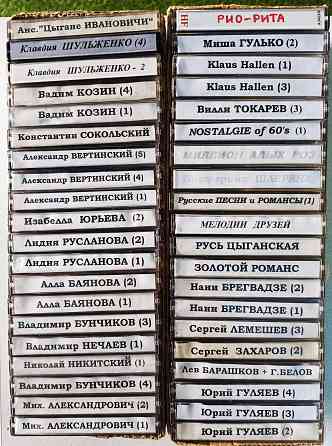 Анс."Цыгане ИВАНОВИЧИ"
Клавдия ШУЛЬЖЕНКО (4)
Клавдия ШУЛЬЖЕНКО - 2
Вадим КОЗИН (4)
Вадим КОЗИН (1)
Константин СОКОЛЬСКИЙ
Александр ВЕРТИНСКИЙ (5)
Александр ВЕРТИНСКИЙ (4)
Александр ВЕРТИНСКИЙ (1)
Изабелла ЮРЬЕВА (2)
Лидия РУСЛАНОВА (2)
Лидия РУСЛАНОВА (1)
Алла БАЯНОВА (2)
Алла БАЯНОВА (1)
Владимир БУНЧИКОВ (3)
Владимир НЕЧАЕВ (1)
Николай НИКИТСКИЙ (1)
Владимир БУНЧИКОВ (4)
Мих. АЛЕКСАНДРОВИЧ (2)
Мих. АЛЕКСАНДРОВИЧ (1)
HF
РИО-РИТА
Миша ГУЛЬКО (2)
Klaus Hallen (1)
Klaus Hallen (3)
Вилли ТОКАРЕВ (3)
NOSTALGIE of 60's (1)
МИЛЛИОН АЛЫХ РОЗ
Русские ПЕСНИ и РОМАНСЫ(1)
МЕЛОДИИ ДРУЗЕЙ
РУСЬ ЦЫГАНСКАЯ
ЗОЛОТОЙ РОМАНС
Нани БРЕГВАДЗЕ (2)
Нани БРЕГВАДЗЕ (1)
Сергей ЛЕМЕШЕВ (3)
Сергей ЗАХАРОВ (2)
Лев БАРАШКОВ + Г.БЕЛОВ
Юрий ГУЛЯЕВ (4)
Юрий ГУЛЯЕВ (3)
Юрий ГУЛЯЕВ (2)